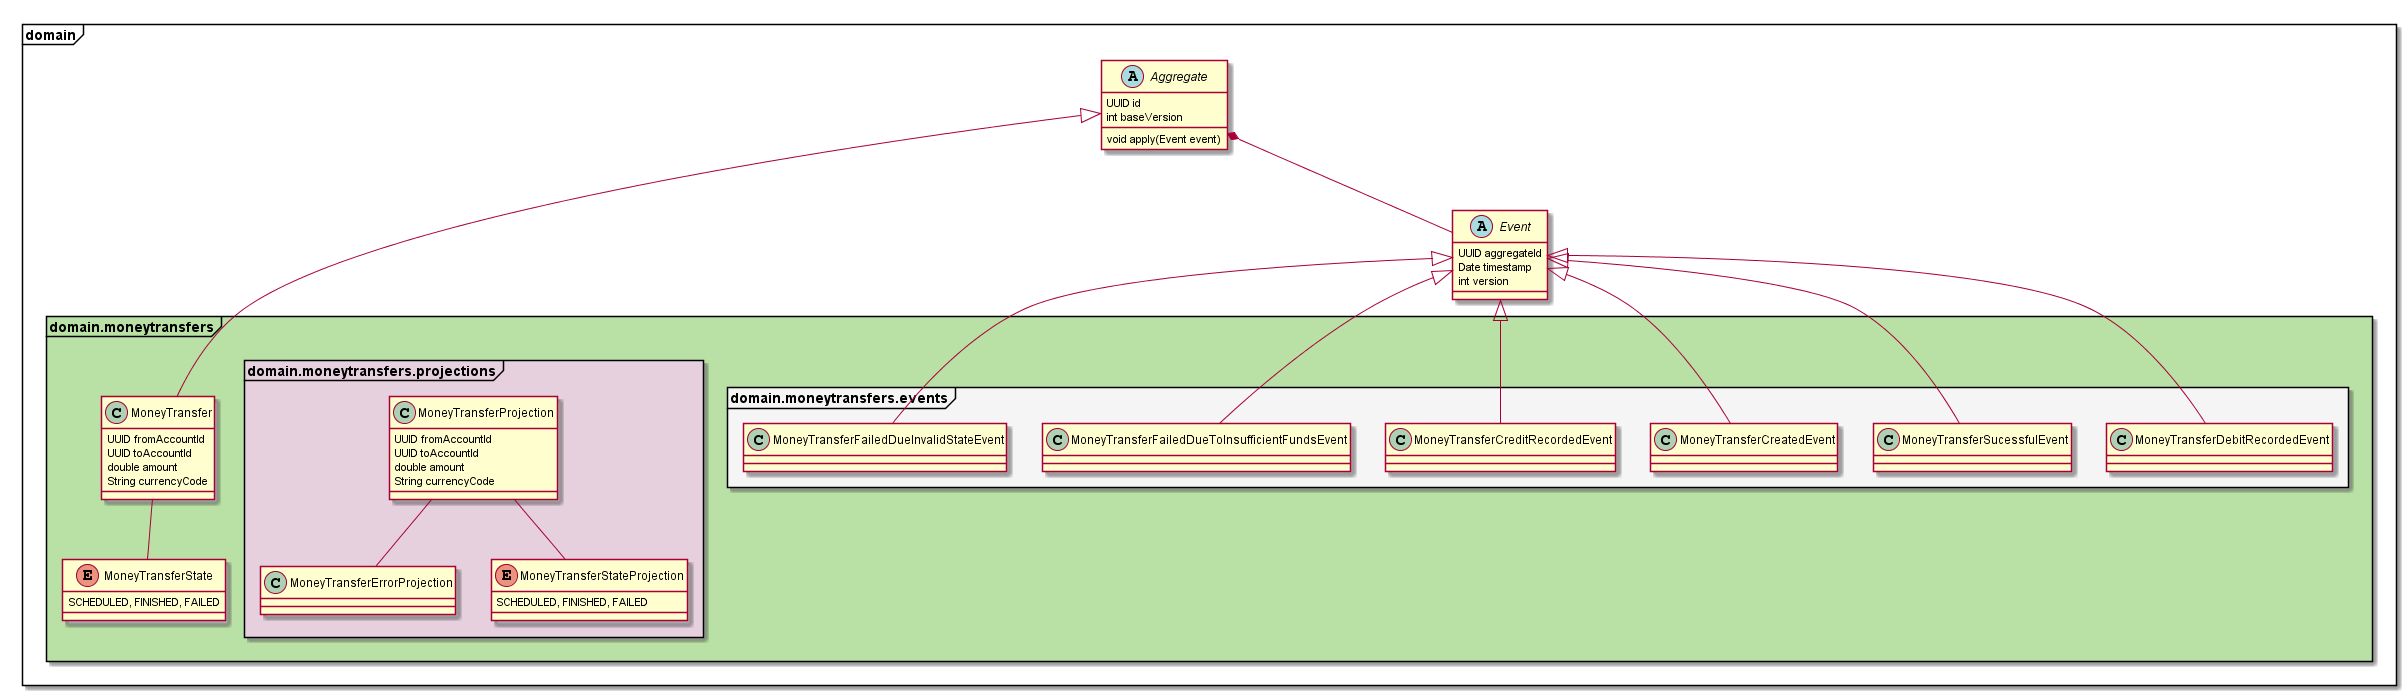 domain
A Aggregate
UUID id
int baseVersion
void apply(Event event)
A Event
UUID aggregateId
Date timestamp
int version
domain.moneytransfers
domain.moneytransfers.projections
domain.moneytransfers.events
C MoneyTransfer
UUID fromAccountId
UUID toAccountId
double amount
String currencyCode
C MoneyTransferProjection
UUID fromAccountId
UUID toAccountId
double amount
String currencyCode
C MoneyTransferFailedDueInvalidStateEvent
C MoneyTransferFailedDueToInsufficientFundsEvent
C MoneyTransferCreditRecordedEvent
C MoneyTransferCreatedEvent
C MoneyTransferSucessfulEvent
C MoneyTransferDebitRecordedEvent
E MoneyTransferState
SCHEDULED, FINISHED, FAILED
C MoneyTransferErrorProjection
E MoneyTransferStateProjection
SCHEDULED, FINISHED, FAILED